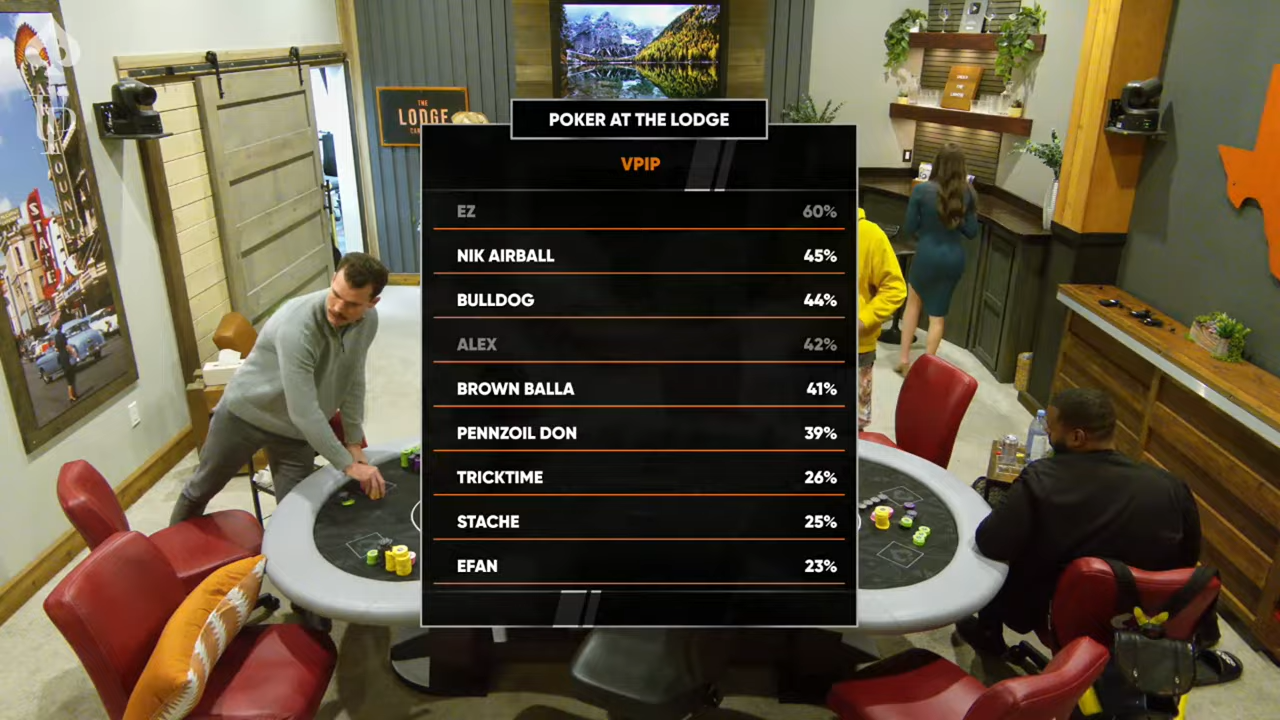 THE
LODGE
POKER AT THE LODGE
VPIP
EZ 60%
NIK AIRBALL 45%
BULLDOG 44%
ALEX 42%
BROWN BALLA 41%
PENNZOIL DON 39%
TRICKTIME 26%
STACHE 25%
EFAN 23%
STATE